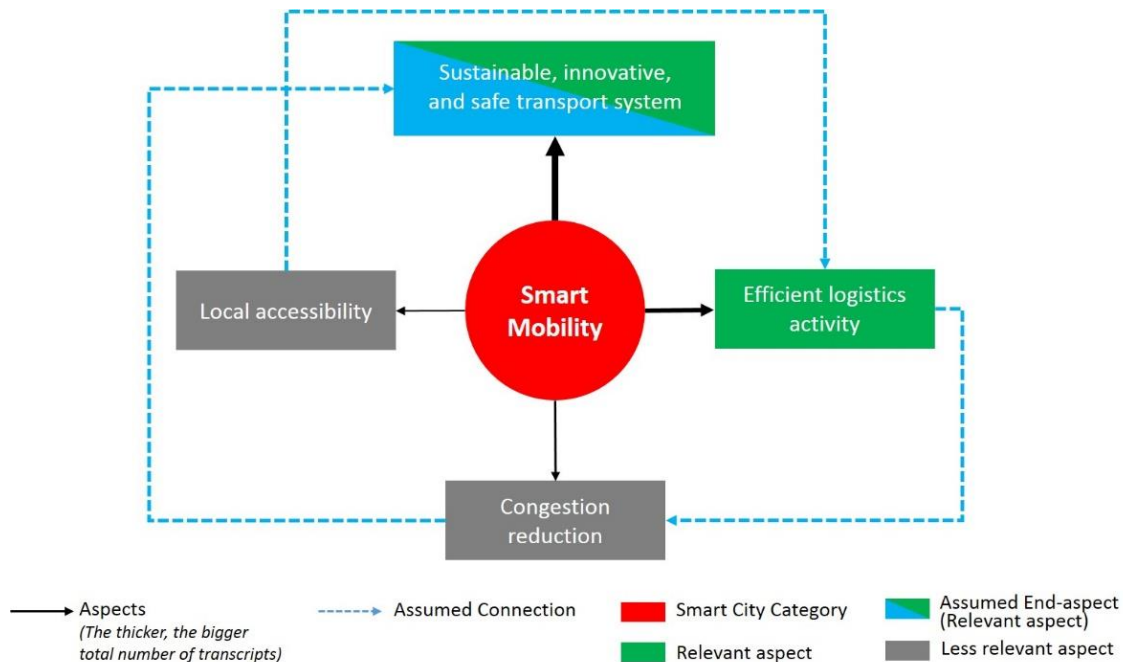 Sustainable, innovative,
and safe transport system
Local accessibility
Smart
Mobility
Efficient logistics
activity
Congestion
reduction
Aspects
(The thicker, the bigger
total number of transcripts)
Assumed Connection
Smart City Category
Relevant aspect
Assumed End-aspect
(Relevant aspect)
Less relevant aspect